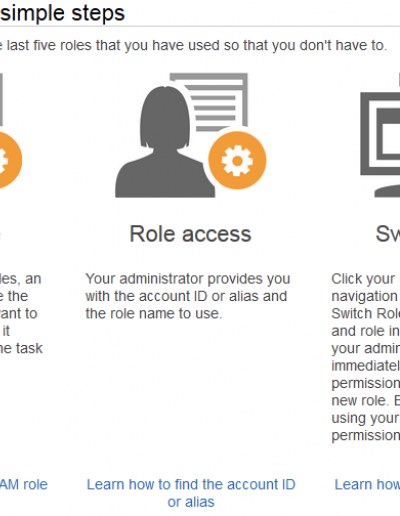 simple steps
last five roles that you have used so that you don't have to.
Role access
Your administrator provides you
with the account ID or alias and
the role name to use.
Learn how to find the account ID
or alias
les, an
the
ant to
it
task
AM role
Sw
Click your
navigation
Switch Rol
and role in
your admin
immediatel
permission
new role. E
using your
permission
Learn how